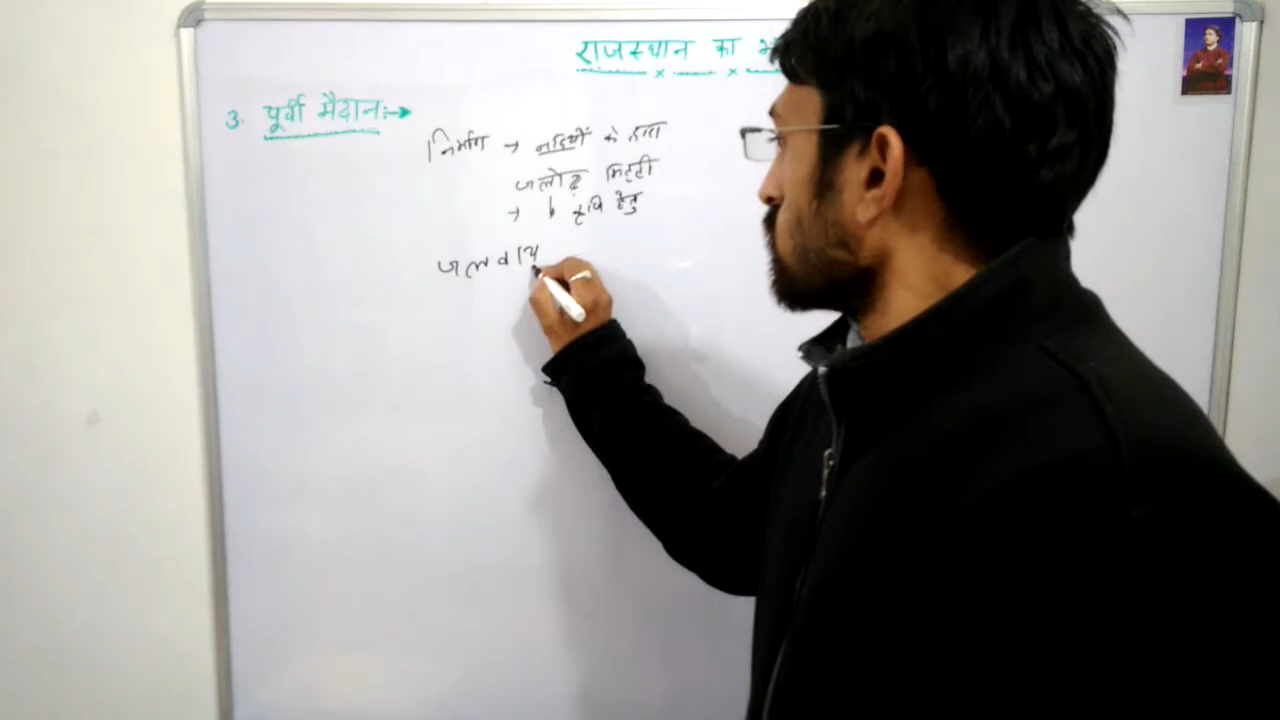 राजस्थान का
3. पूर्वी मैदान:→
निर्माण → नदियों के द्वारा
जलोढ़ मिट्टी
→ b कृषि हेतु
जलवाय